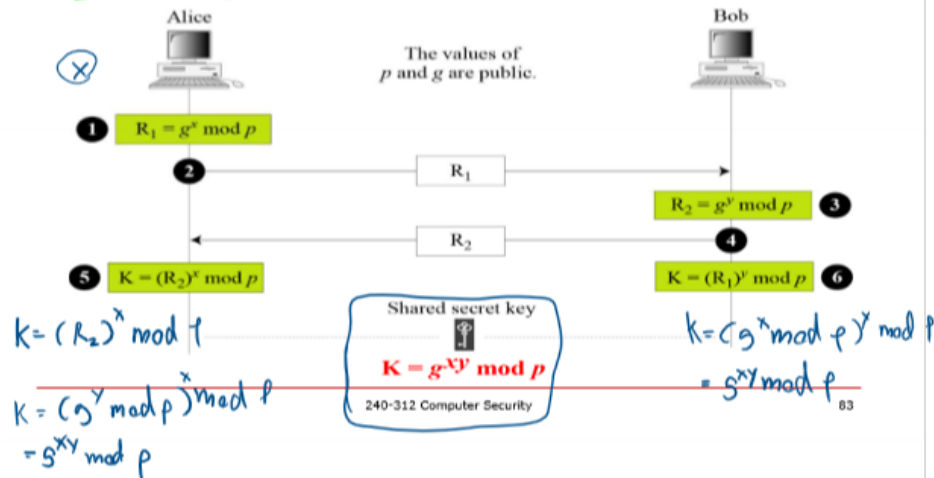 Alice
Bob
The values of
p and g are public.
x
1 R₁ = gˣ mod p
2
R₁
R₂ = gʸ mod p 3
R₂
4
5 K = (R₂)ˣ mod p
K = (R₁)ʸ mod p 6
Shared secret key
K = gˣʸ mod p
240-312 Computer Security
83
K = (R₂)ˣ mod p
K = (gʸ mod p)ˣ mod p
= gˣʸ mod p
K = (gˣ mod p)ʸ mod p
= gˣʸ mod p